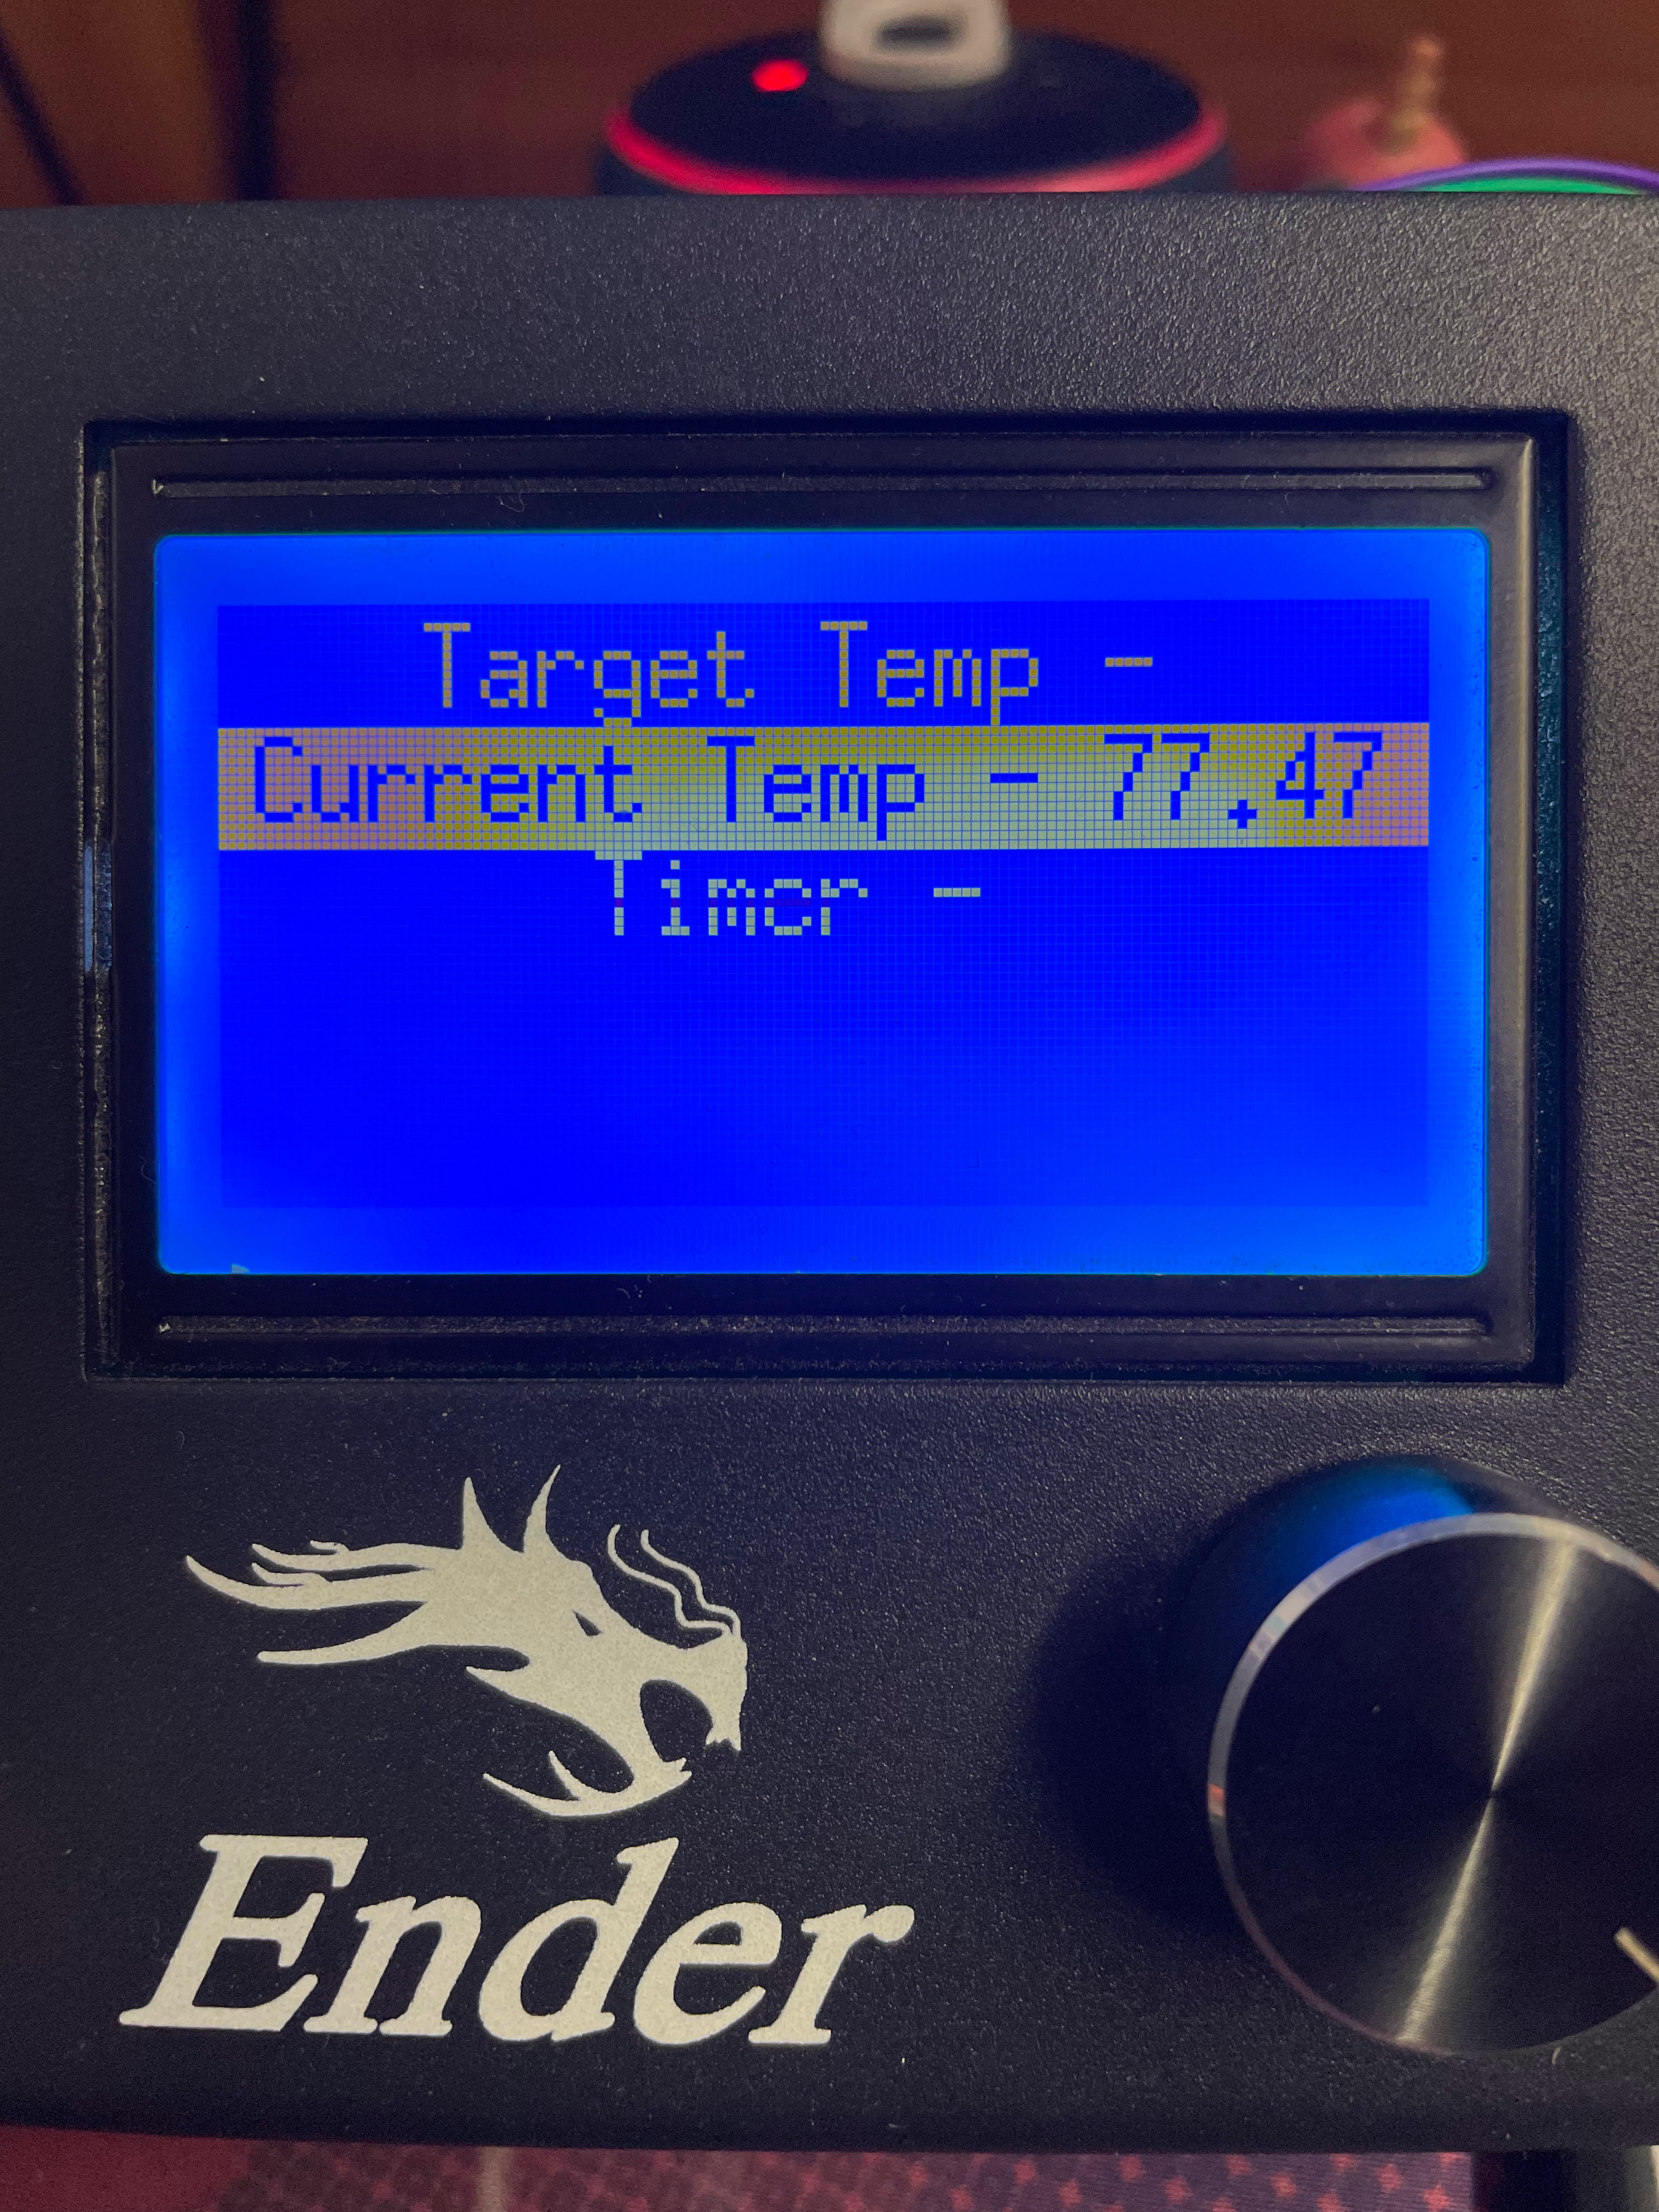 Target Temp -
Current Temp - 77.47
Timer -
Ender